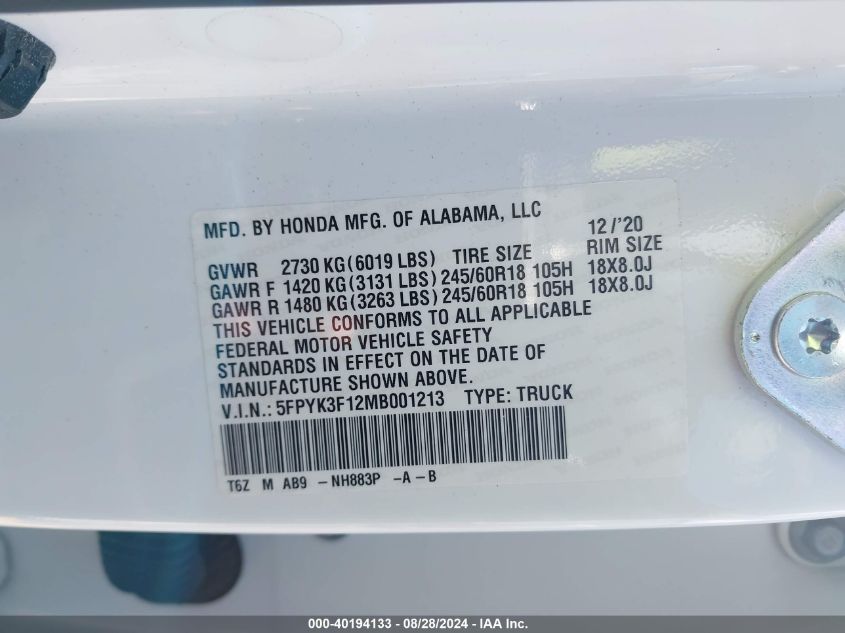 MFD. BY HONDA MFG. OF ALABAMA, LLC 12/'20
GVWR 2730 KG(6019 LBS) TIRE SIZE RIM SIZE
GAWR F 1420 KG(3131 LBS) 245/60R18 105H 18X8.0J
GAWR R 1480 KG(3263 LBS) 245/60R18 105H 18X8.0J
THIS VEHICLE CONFORMS TO ALL APPLICABLE
FEDERAL MOTOR VEHICLE SAFETY
STANDARDS IN EFFECT ON THE DATE OF
MANUFACTURE SHOWN ABOVE.
V.I.N.: 5FPYK3F12MB001213 TYPE: TRUCK
T6Z M AB9 -NH883P -A-B
000-40194133 - 08/28/2024 - IAA Inc.